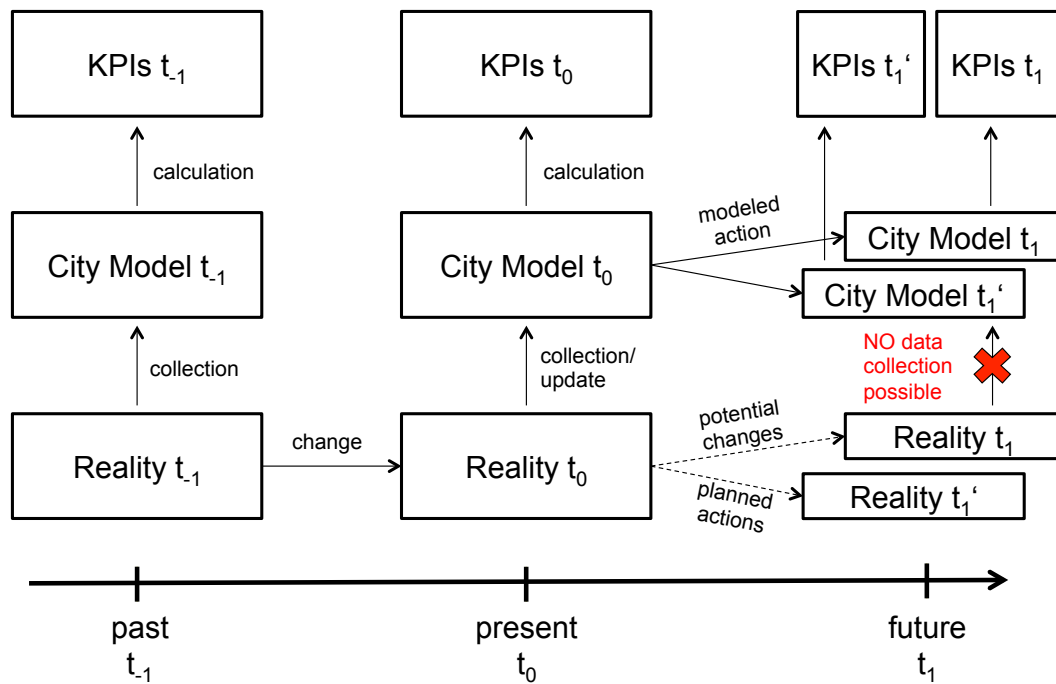 KPIs t-1
KPIs t0
KPIs t1‘
KPIs t1
calculation
calculation
modeled
action
City Model t-1
City Model t0
City Model t1
City Model t1‘
collection
collection/
update
NO data
collection
possible
potential
changes
change
Reality t-1
Reality t0
Reality t1
Reality t1‘
planned
actions
past
t-1
present
t0
future
t1